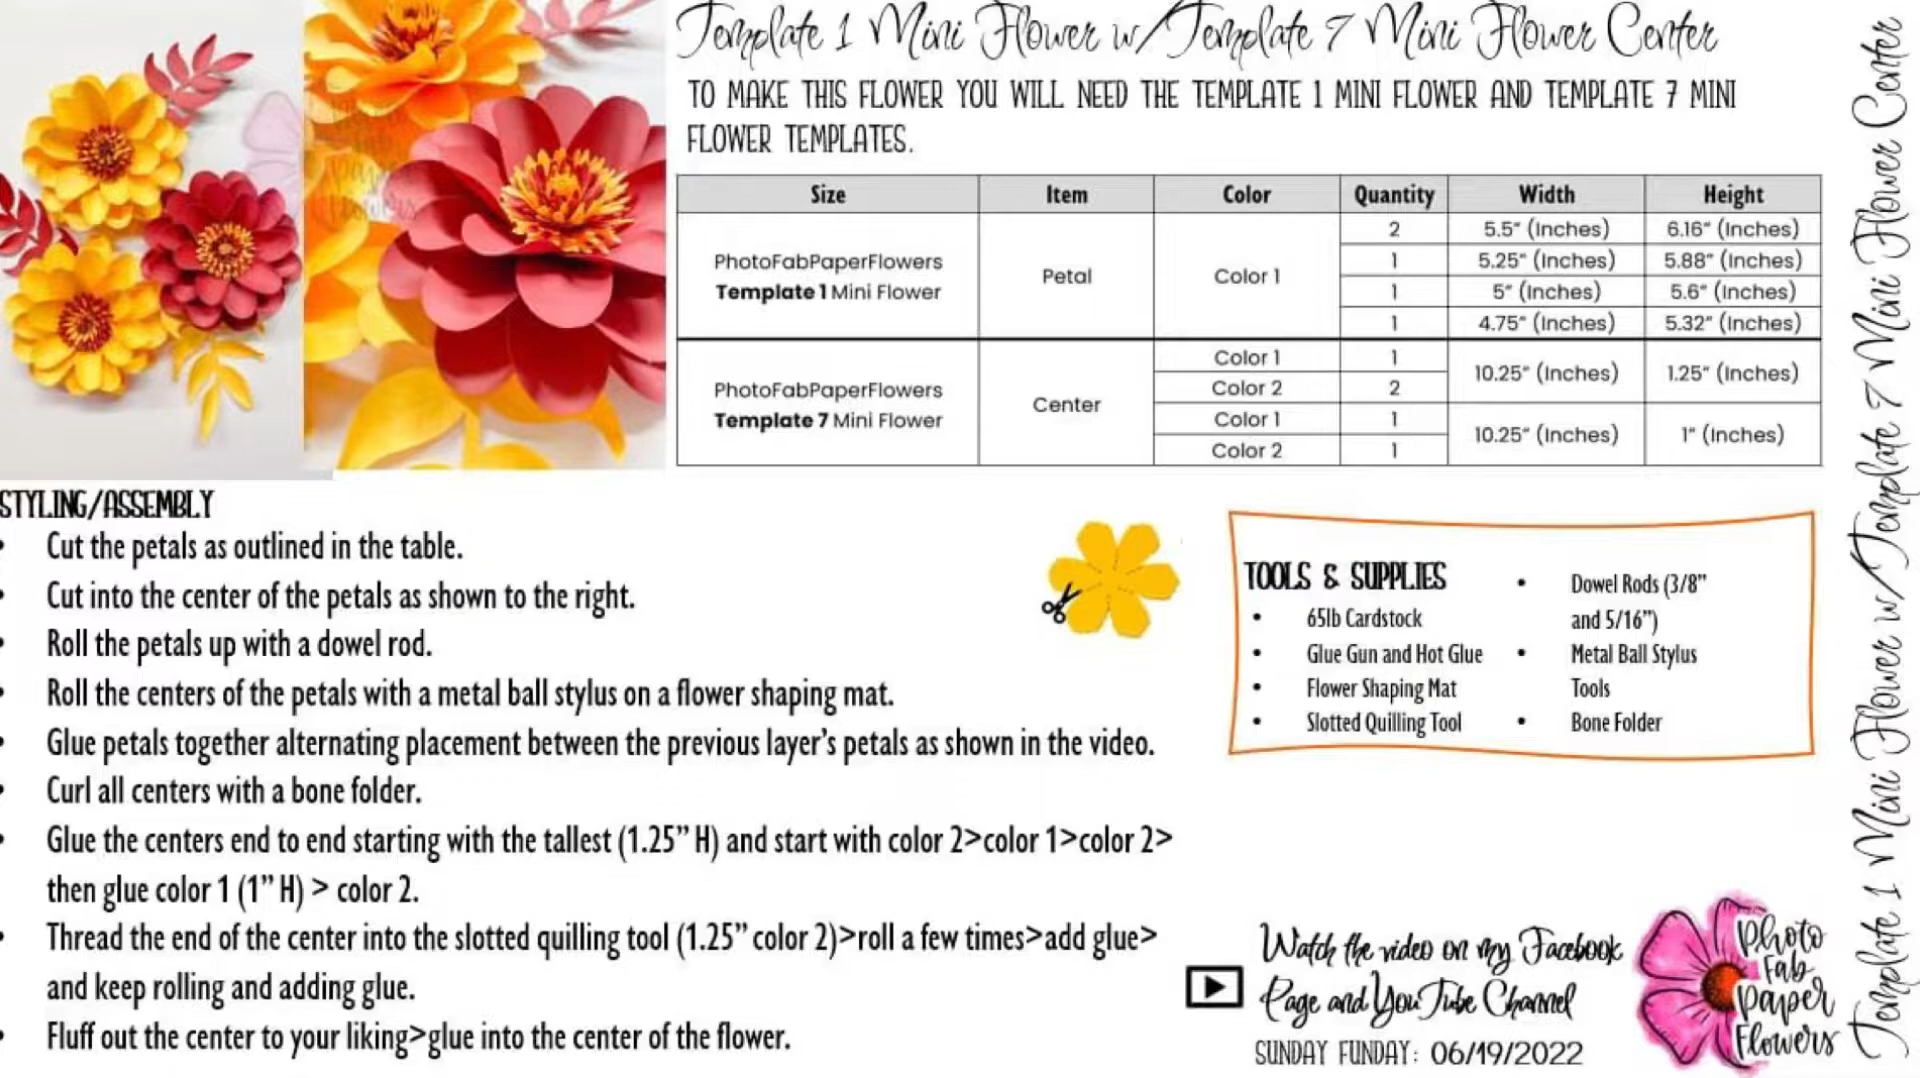 Template 1 Mini Flower w/Template 7 Mini Flower Center
TO MAKE THIS FLOWER YOU WILL NEED THE TEMPLATE 1 MINI FLOWER AND TEMPLATE 7 MINI
FLOWER TEMPLATES.
Size Item Color Quantity Width Height
PhotoFabPaperFlowers
Template 1 Mini Flower
Petal
Color 1
2 5.5" (Inches) 6.16" (Inches)
1 5.25" (Inches) 5.88" (Inches)
1 5" (Inches) 5.6" (Inches)
1 4.75" (Inches) 5.32" (Inches)
PhotoFabPaperFlowers
Template 7 Mini Flower
Center
Color 1 1
Color 2 2
10.25" (Inches) 1.25" (Inches)
Color 1 1
Color 2 1
10.25" (Inches) 1" (Inches)
STYLING/ASSEMBLY
• Cut the petals as outlined in the table.
• Cut into the center of the petals as shown to the right.
• Roll the petals up with a dowel rod.
• Roll the centers of the petals with a metal ball stylus on a flower shaping mat.
• Glue petals together alternating placement between the previous layer's petals as shown in the video.
• Curl all centers with a bone folder.
• Glue the centers end to end starting with the tallest (1.25" H) and start with color 2>color 1>color 2>
then glue color 1 (1" H) > color 2.
• Thread the end of the center into the slotted quilling tool (1.25" color 2)>roll a few times>add glue>
and keep rolling and adding glue.
• Fluff out the center to your liking>glue into the center of the flower.
TOOLS & SUPPLIES
• 65lb Cardstock
• Glue Gun and Hot Glue
• Flower Shaping Mat
• Slotted Quilling Tool
• Dowel Rods (3/8"
and 5/16")
• Metal Ball Stylus
Tools
• Bone Folder
Watch the video on my Facebook
Page and YouTube Channel
SUNDAY FUNDAY: 06/19/2022
Photo
Fab
Paper
Flowers
Template 1 Mini Flower w/Template 7 Mini Flower Center